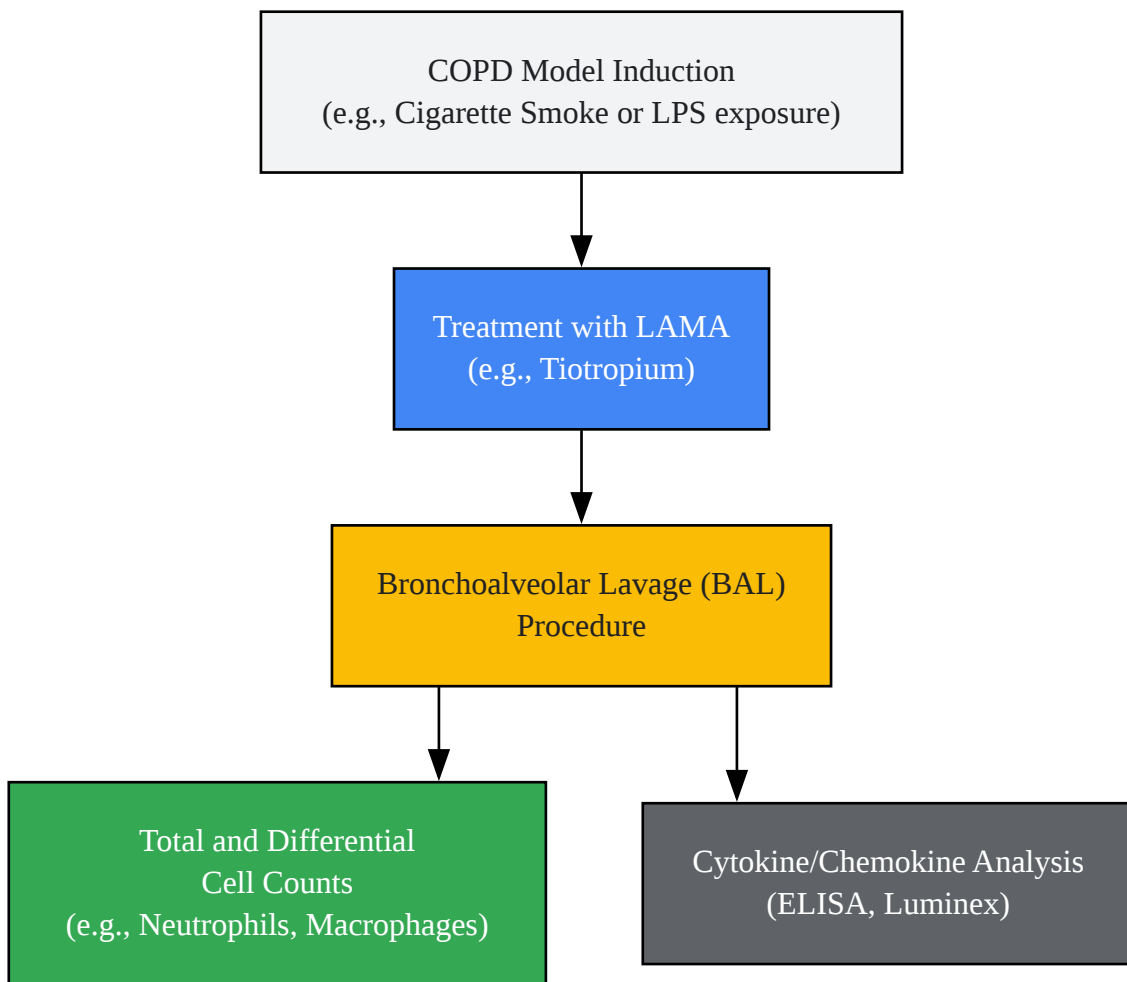 COPD Model Induction
(e.g., Cigarette Smoke or LPS exposure)
Treatment with LAMA
(e.g., Tiotropium)
Bronchoalveolar Lavage (BAL)
Procedure
Total and Differential
Cell Counts
(e.g., Neutrophils, Macrophages)
Cytokine/Chemokine Analysis
(ELISA, Luminex)